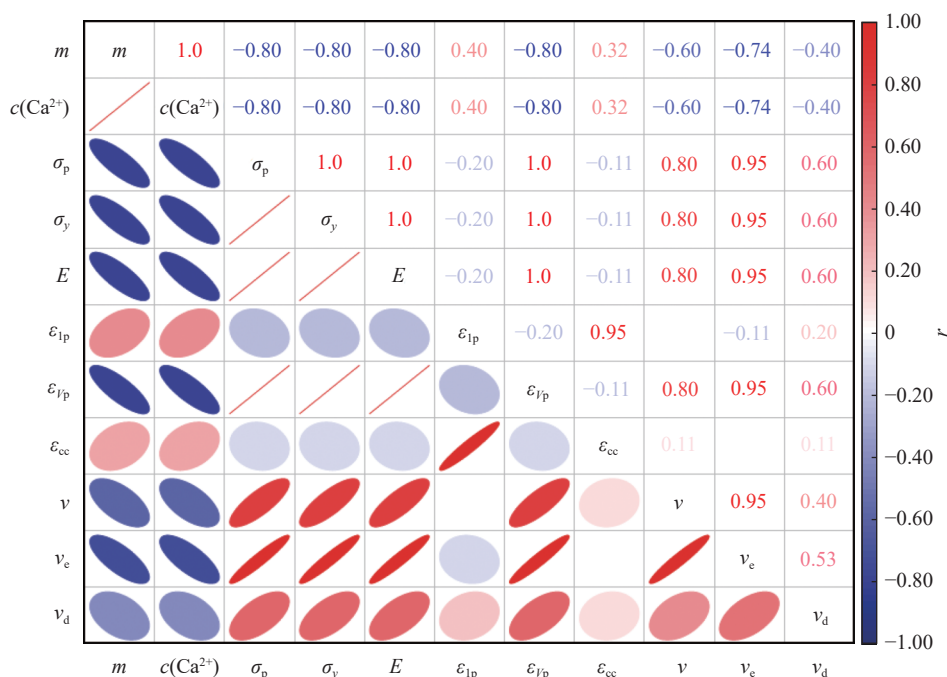 m m 1.0 −0.80 −0.80 −0.80 0.40 −0.80 0.32 −0.60 −0.74 −0.40
c(Ca²⁺) c(Ca²⁺) −0.80 −0.80 −0.80 0.40 −0.80 0.32 −0.60 −0.74 −0.40
σp σp 1.0 1.0 −0.20 1.0 −0.11 0.80 0.95 0.60
σy σy 1.0 −0.20 1.0 −0.11 0.80 0.95 0.60
E E −0.20 1.0 −0.11 0.80 0.95 0.60
ε1p ε1p −0.20 0.95 −0.11 0.20
εVp εVp −0.11 0.80 0.95 0.60
εcc εcc 0.11 0.11
v v 0.95 0.40
ve ve 0.53
vd vd
m c(Ca²⁺) σp σy E ε1p εVp εcc v ve vd
1.00
0.80
0.60
0.40
0.20
0
−0.20
−0.40
−0.60
−0.80
−1.00
r